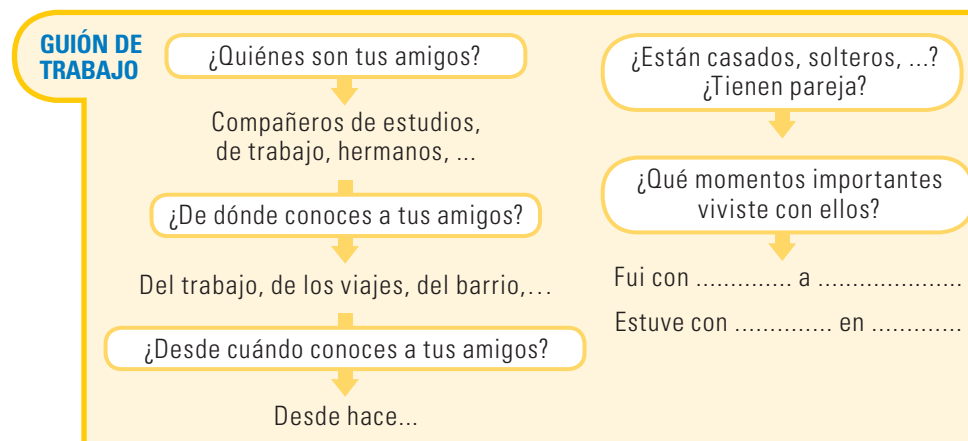 GUIÓN DE
TRABAJO
¿Quiénes son tus amigos?
Compañeros de estudios,
de trabajo, hermanos, ...
¿De dónde conoces a tus amigos?
Del trabajo, de los viajes, del barrio,...
¿Desde cuándo conoces a tus amigos?
Desde hace...
¿Están casados, solteros, ...?
¿Tienen pareja?
¿Qué momentos importantes
viviste con ellos?
Fui con .............. a .....................
Estuve con .............. en .............